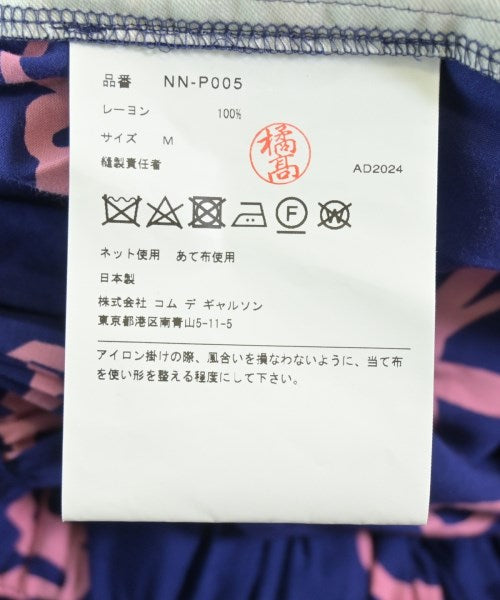 品番 NN-P005
レーヨン 100%
サイズ M
縫製責任者
橘髙
AD2024
F W
ネット使用 あて布使用
日本製
株式会社 コム デ ギャルソン
東京都港区南青山5-11-5
アイロン掛けの際、風合いを損なわないように、当て布
を使い形を整える程度にして下さい。